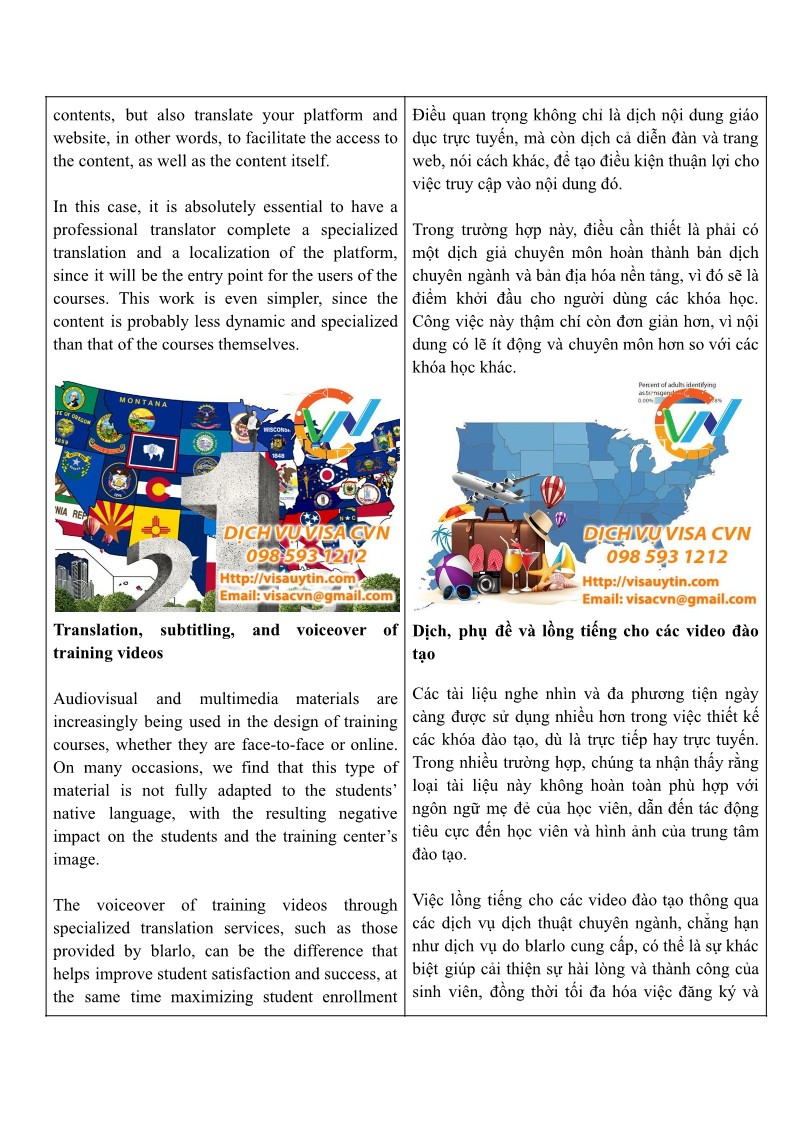 contents, but also translate your platform and
website, in other words, to facilitate the access to
the content, as well as the content itself.
In this case, it is absolutely essential to have a
professional translator complete a specialized
translation and a localization of the platform,
since it will be the entry point for the users of the
courses. This work is even simpler, since the
content is probably less dynamic and specialized
than that of the courses themselves.
MONTANA
WISCONSIN
1848
1859
DỊCH VỤ VISA CVN
098 593 1212
Http://visauytin.com
Email: visacvn@gmail.com
Translation, subtitling, and voiceover of
training videos
Audiovisual and multimedia materials are
increasingly being used in the design of training
courses, whether they are face-to-face or online.
On many occasions, we find that this type of
material is not fully adapted to the students’
native language, with the resulting negative
impact on the students and the training center’s
image.
The voiceover of training videos through
specialized translation services, such as those
provided by blarlo, can be the difference that
helps improve student satisfaction and success, at
the same time maximizing student enrollment
Điều quan trọng không chỉ là dịch nội dung giáo
dục trực tuyến, mà còn dịch cả diễn đàn và trang
web, nói cách khác, để tạo điều kiện thuận lợi cho
việc truy cập vào nội dung đó.
Trong trường hợp này, điều cần thiết là phải có
một dịch giả chuyên môn hoàn thành bản dịch
chuyên ngành và bản địa hóa nền tảng, vì đó sẽ là
điểm khởi đầu cho người dùng các khóa học.
Công việc này thậm chí còn đơn giản hơn, vì nội
dung có lẽ ít động và chuyên môn hơn so với các
khóa học khác.
Percent of adults identifying
0.00%
DỊCH VỤ VISA CVN
098 593 1212
Http://visauytin.com
Email: visacvn@gmail.com
Dịch, phụ đề và lồng tiếng cho các video đào
tạo
Các tài liệu nghe nhìn và đa phương tiện ngày
càng được sử dụng nhiều hơn trong việc thiết kế
các khóa đào tạo, dù là trực tiếp hay trực tuyến.
Trong nhiều trường hợp, chúng ta nhận thấy rằng
loại tài liệu này không hoàn toàn phù hợp với
ngôn ngữ mẹ đẻ của học viên, dẫn đến tác động
tiêu cực đến học viên và hình ảnh của trung tâm
đào tạo.
Việc lồng tiếng cho các video đào tạo thông qua
các dịch vụ dịch thuật chuyên ngành, chẳng hạn
như dịch vụ do blarlo cung cấp, có thể là sự khác
biệt giúp cải thiện sự hài lòng và thành công của
sinh viên, đồng thời tối đa hóa việc đăng ký và